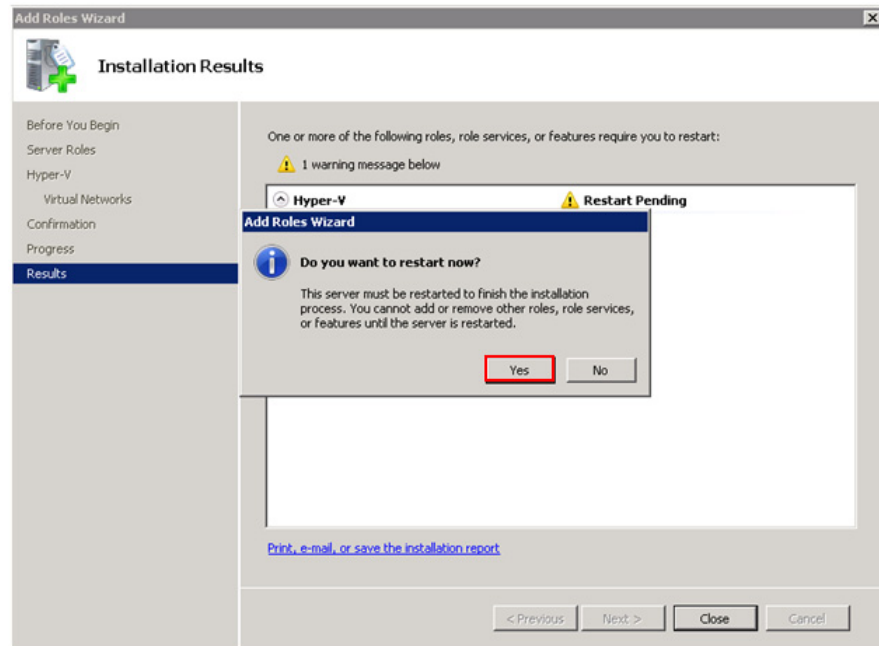 Add Roles Wizard
Installation Results
Before You Begin
Server Roles
Hyper-V
Virtual Networks
Confirmation
Progress
Results
One or more of the following roles, role services, or features require you to restart:
1 warning message below
Hyper-V
Restart Pending
Add Roles Wizard
Do you want to restart now?
This server must be restarted to finish the installation
process. You cannot add or remove other roles, role services,
or features until the server is restarted.
Yes
No
Print, e-mail, or save the installation report
< Previous
Next >
Close
Cancel